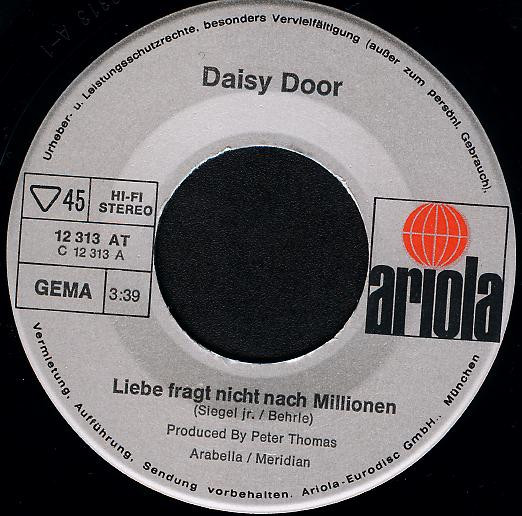 Urheber- u. Leistungsschutzrechte, besonders Vervielfältigung (außer zum persönl. Gebrauch),
Daisy Door
45
HI-FI
STEREO
12 313 AT
C 12 313 A
GEMA
3:39
ariola
Liebe fragt nicht nach Millionen
(Siegel jr. / Behrle)
Produced By Peter Thomas
Arabella / Meridian
Vermietung, Aufführung, Sendung vorbehalten. Ariola-Eurodisc GmbH., München